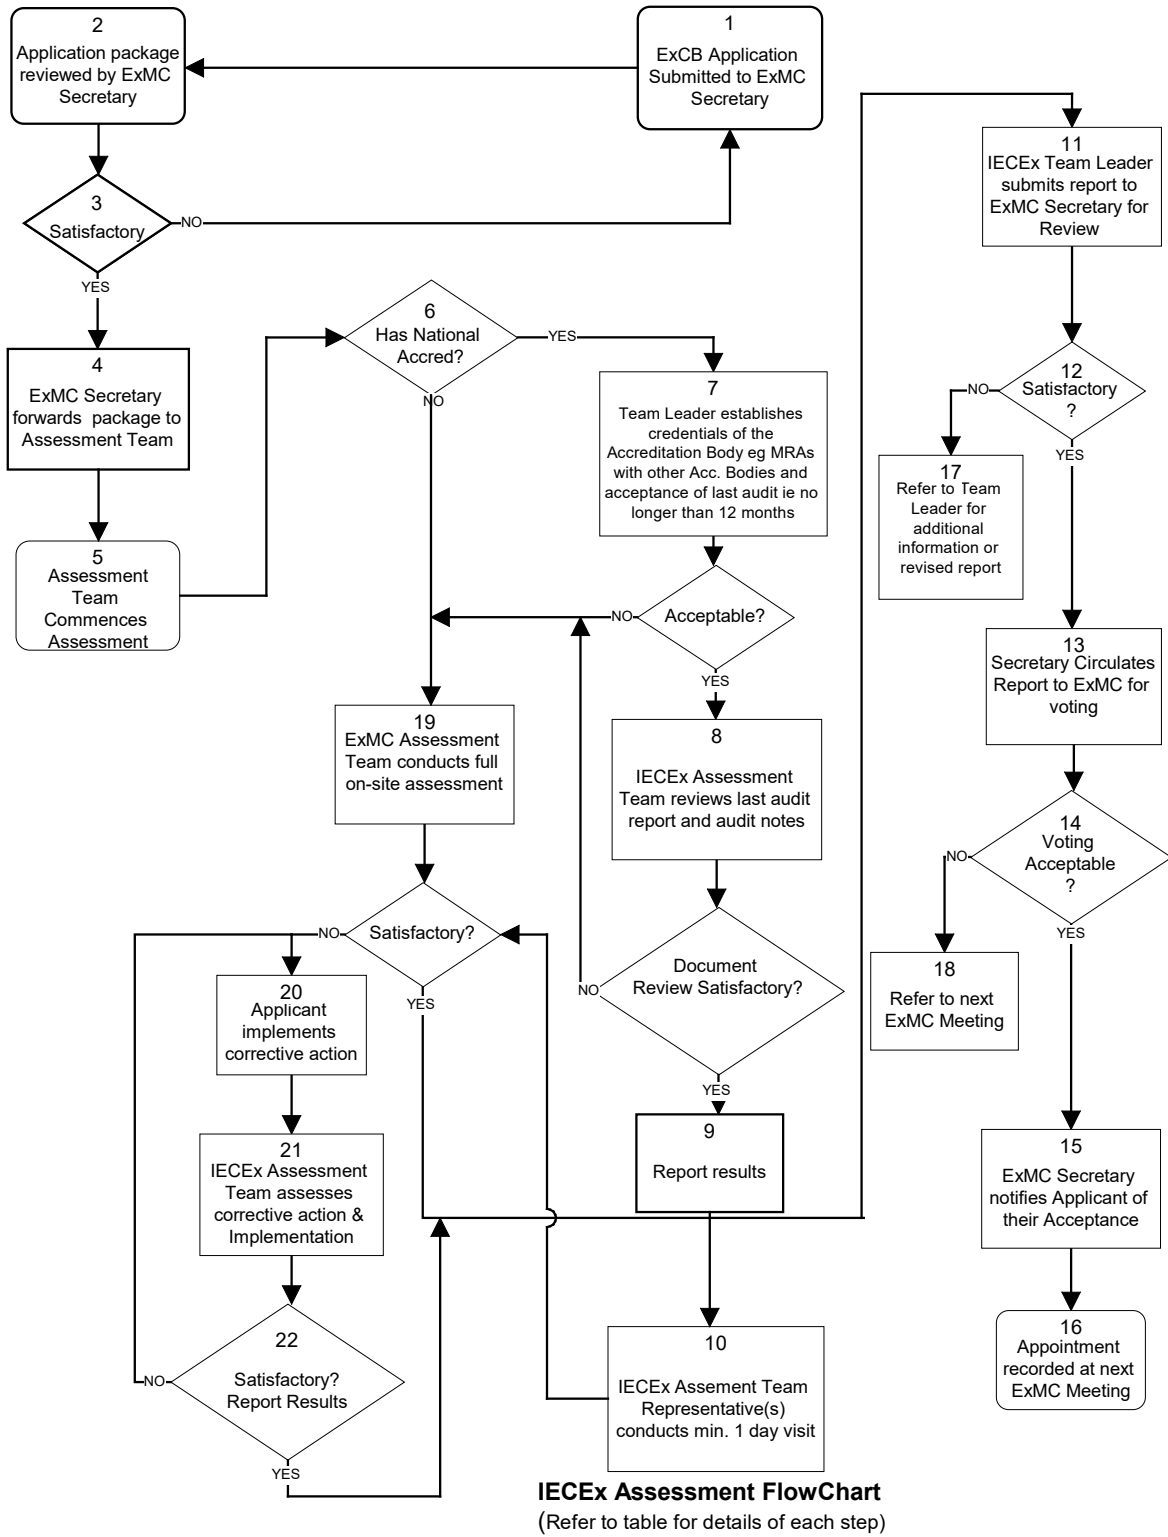 2
Application package
reviewed by ExMC
Secretary
1
ExCB Application
Submitted to ExMC
Secretary
3
Satisfactory
NO
YES
4
ExMC Secretary
forwards package to
Assessment Team
5
Assessment
Team
Commences
Assessment
6
Has National
Accred?
YES
NO
7
Team Leader establishes
credentials of the
Accreditation Body eg MRAs
with other Acc. Bodies and
acceptance of last audit ie no
longer than 12 months
Acceptable?
NO
YES
8
IECEx Assessment
Team reviews last audit
report and audit notes
Document
Review Satisfactory?
NO
YES
9
Report results
10
IECEx Assement Team
Representative(s)
conducts min. 1 day visit
19
ExMC Assessment
Team conducts full
on-site assessment
Satisfactory?
NO
YES
20
Applicant
implements
corrective action
21
IECEx Assessment
Team assesses
corrective action &
Implementation
22
Satisfactory?
Report Results
NO
YES
11
IECEx Team Leader
submits report to
ExMC Secretary for
Review
12
Satisfactory
?
NO
YES
17
Refer to Team
Leader for
additional
information or
revised report
13
Secretary Circulates
Report to ExMC for
voting
14
Voting
Acceptable
?
NO
YES
18
Refer to next
ExMC Meeting
15
ExMC Secretary
notifies Applicant of
their Acceptance
16
Appointment
recorded at next
ExMC Meeting
IECEx Assessment FlowChart
(Refer to table for details of each step)